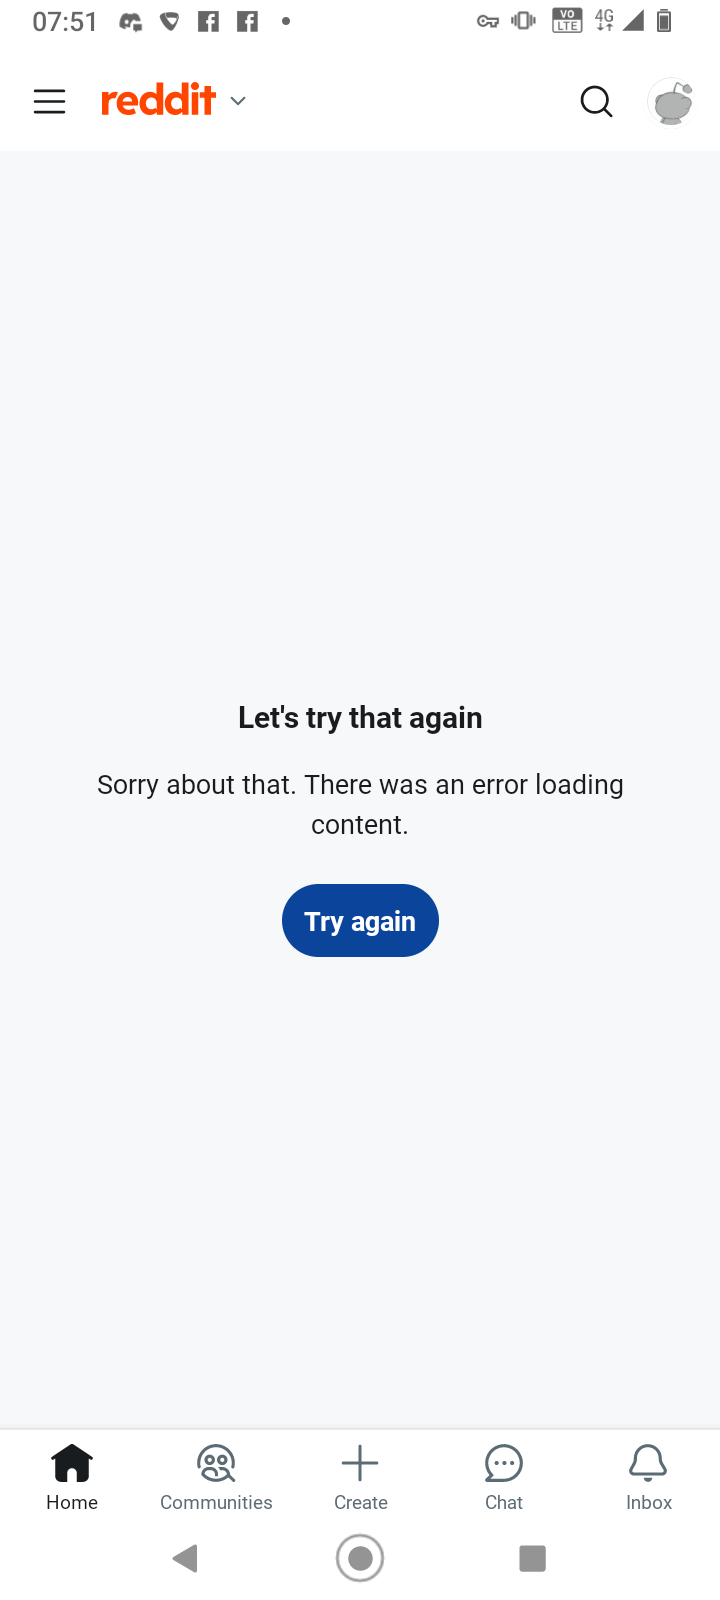 07:51
VO
LTE
4G
reddit
Let's try that again
Sorry about that. There was an error loading
content.
Try again
Home
Communities
Create
Chat
Inbox